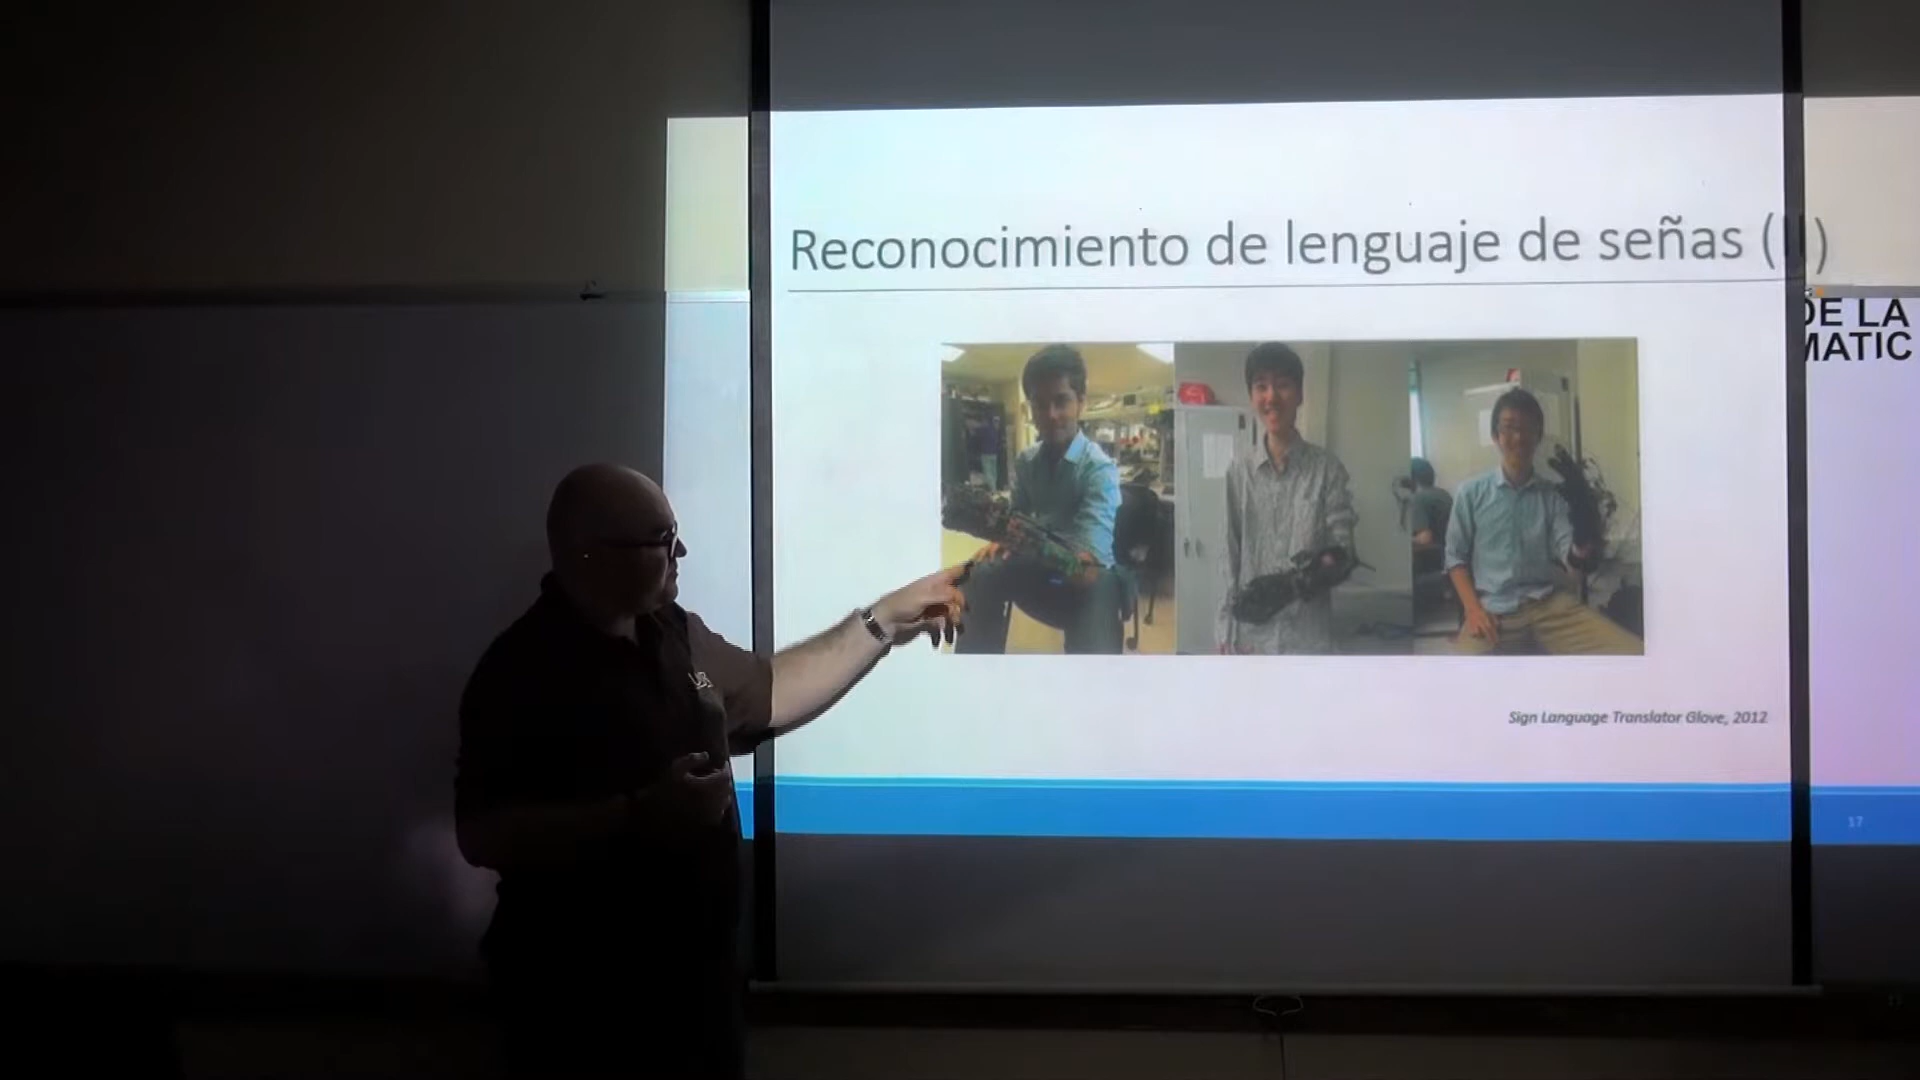 Reconocimiento de lenguaje de señas (II)
DE LA
MATIC
Sign Language Translator Glove, 2012
17